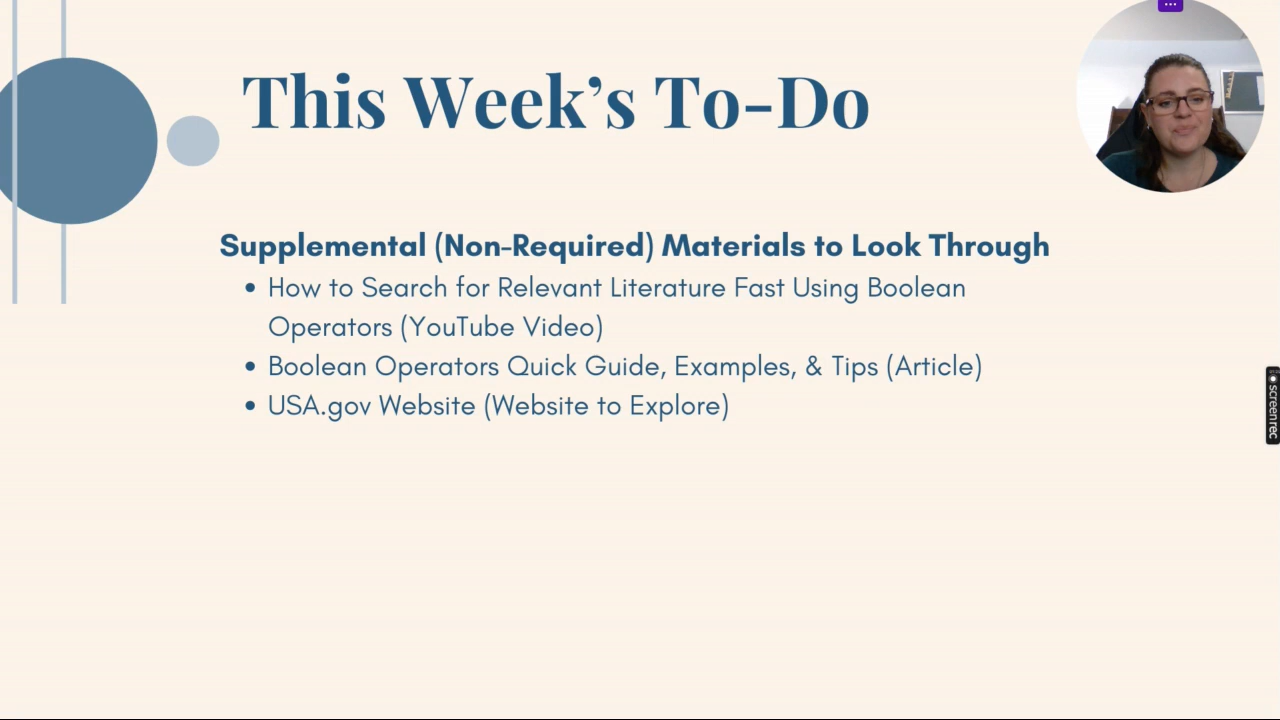 This Week's To-Do
Supplemental (Non-Required) Materials to Look Through
• How to Search for Relevant Literature Fast Using Boolean
Operators (YouTube Video)
• Boolean Operators Quick Guide, Examples, & Tips (Article)
• USA.gov Website (Website to Explore)
screenrec